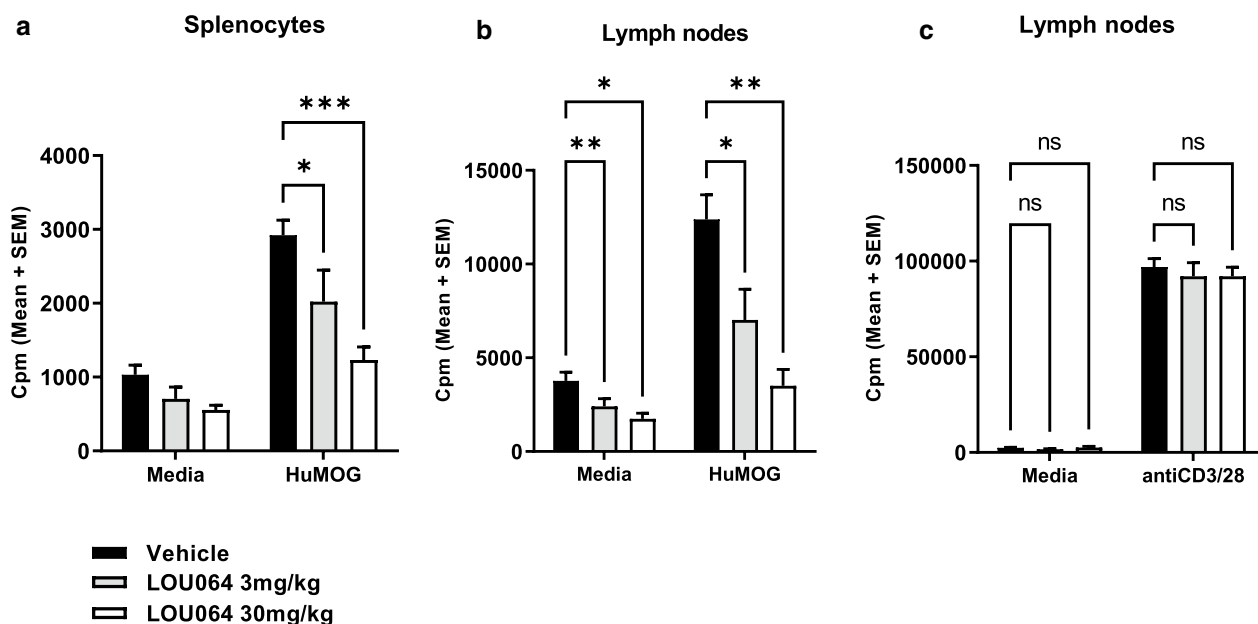 a
Splenocytes
Cpm (Mean + SEM)
4000
3000
2000
1000
0
***
*
Media
HuMOG
b
Lymph nodes
Cpm (Mean + SEM)
15000
10000
5000
0
*
**
**
*
Media
HuMOG
c
Lymph nodes
Cpm (Mean + SEM)
150000
100000
50000
0
ns
ns
ns
ns
Media
antiCD3/28
Vehicle
LOU064 3mg/kg
LOU064 30mg/kg